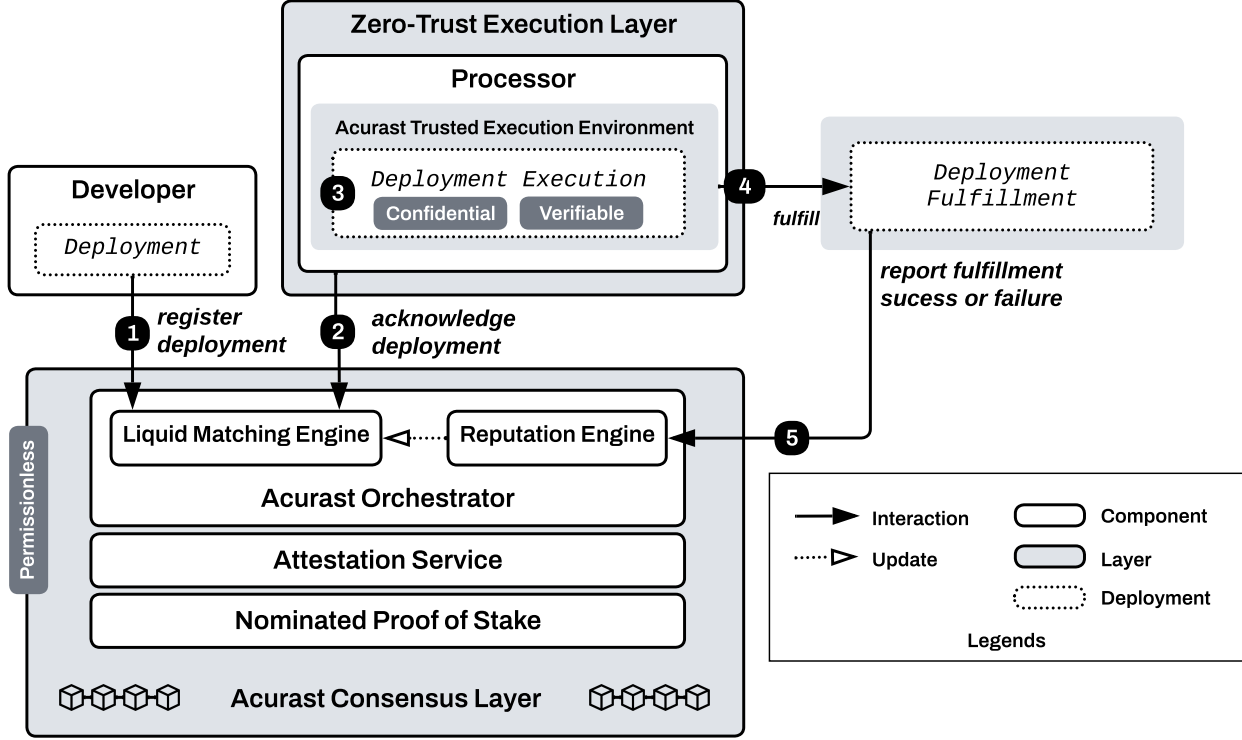 Zero-Trust Execution Layer
Processor
Acurast Trusted Execution Environment
3
Deployment Execution
Confidential
Verifiable
Developer
Deployment
4
fulfill
Deployment
Fulfillment
1
register
deployment
2
acknowledge
deployment
report fulfillment
sucess or failure
Permissionless
Liquid Matching Engine
Reputation Engine
5
Acurast Orchestrator
Attestation Service
Nominated Proof of Stake
Acurast Consensus Layer
Interaction
Component
Update
Layer
Deployment
Legends